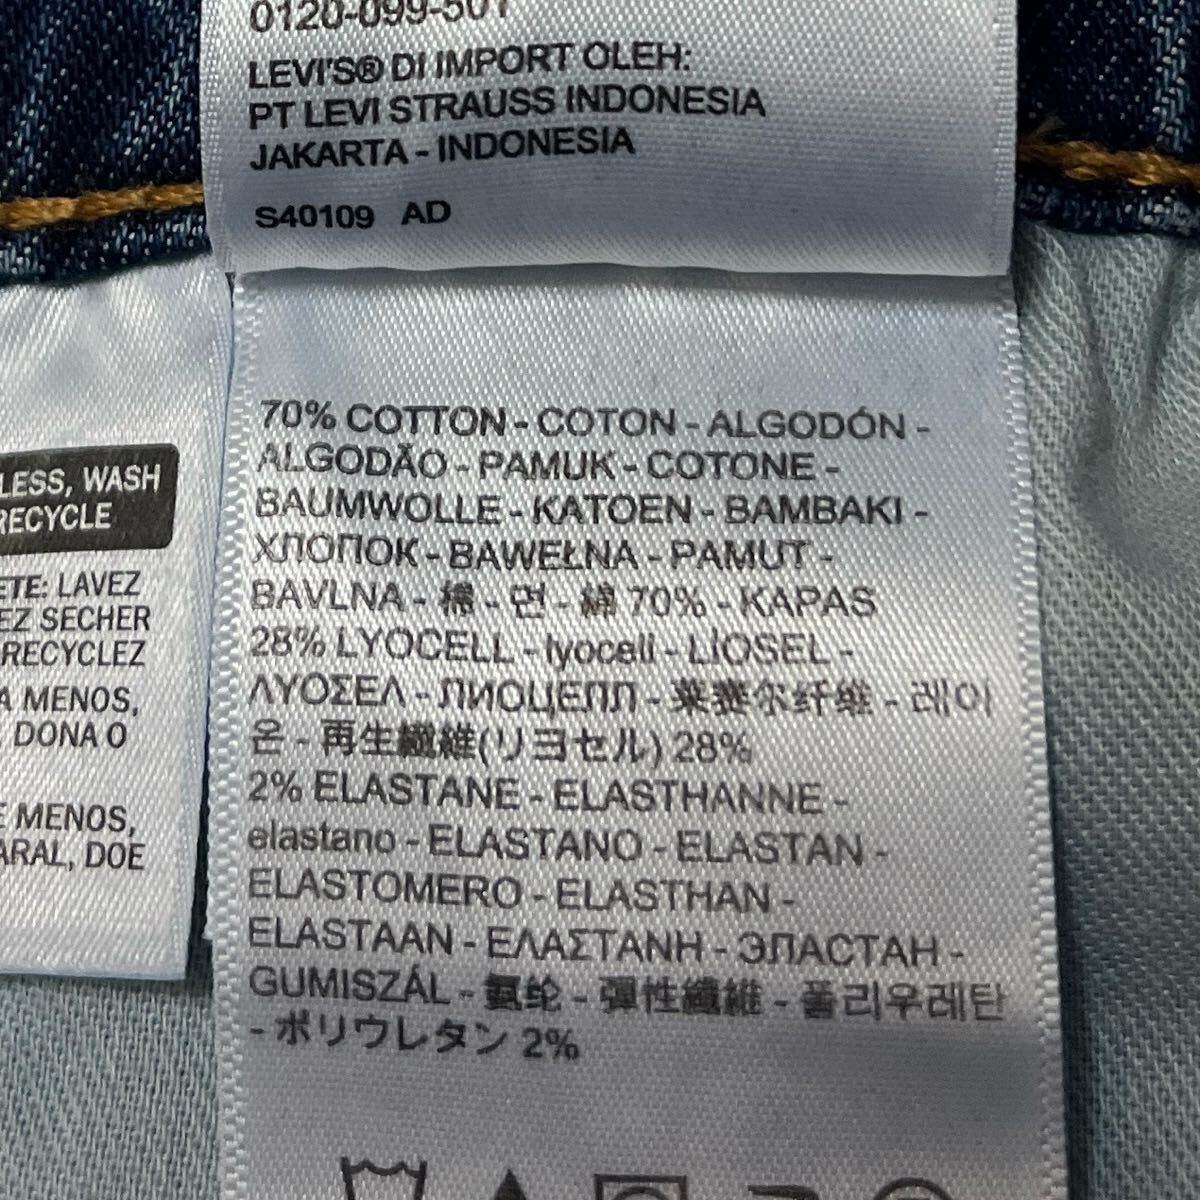 0120-099-501
LEVI'S® DI IMPORT OLEH:
PT LEVI STRAUSS INDONESIA
JAKARTA - INDONESIA
S40109 AD
70% COTTON - COTON - ALGODÓN -
ALGODÃO - PAMUK - COTONE -
BAUMWOLLE - KATOEN - BAMBAKI -
ХЛОПОК - BAWEŁNA - PAMUT -
BAVLNA - 棉 - 면 - 綿 70% - KAPAS
28% LYOCELL - lyocell - LİOSEL -
ΛΥΟΣΕΛ - ЛИОЦЕЛЛ - 莱赛尔纤维 - 레이
온 - 再生繊維(リヨセル) 28%
2% ELASTANE - ELASTHANNE -
elastano - ELASTANO - ELASTAN -
ELASTOMERO - ELASTHAN -
ELASTAAN - ΕΛΑΣΤΑΝΗ - ЭЛАСТАН -
GUMISZÁL - 氨纶 - 彈性纖維 - 폴리우레탄
- ポリウレタン 2%
LESS, WASH
RECYCLE
ETE: LAVEZ
EZ SECHER
RECYCLEZ
A MENOS,
, DONA O
E MENOS,
ARAL, DOE